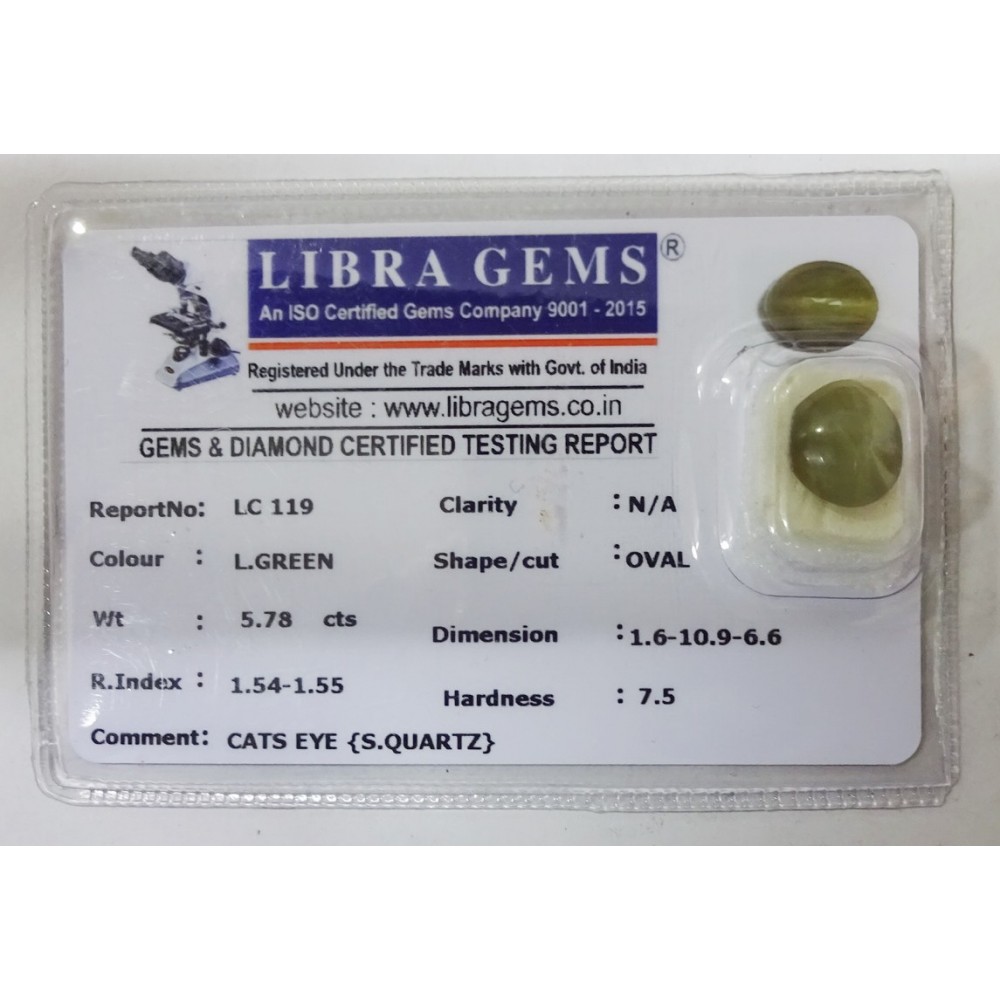 LIBRA GEMS®
An ISO Certified Gems Company 9001 - 2015
Registered Under the Trade Marks with Govt. of India
website : www.libragems.co.in
GEMS & DIAMOND CERTIFIED TESTING REPORT
ReportNo: LC 119 Clarity : N/A
Colour : L.GREEN Shape/cut : OVAL
Wt : 5.78 cts Dimension : 1.6-10.9-6.6
R.Index : 1.54-1.55 Hardness : 7.5
Comment: CATS EYE {S.QUARTZ}